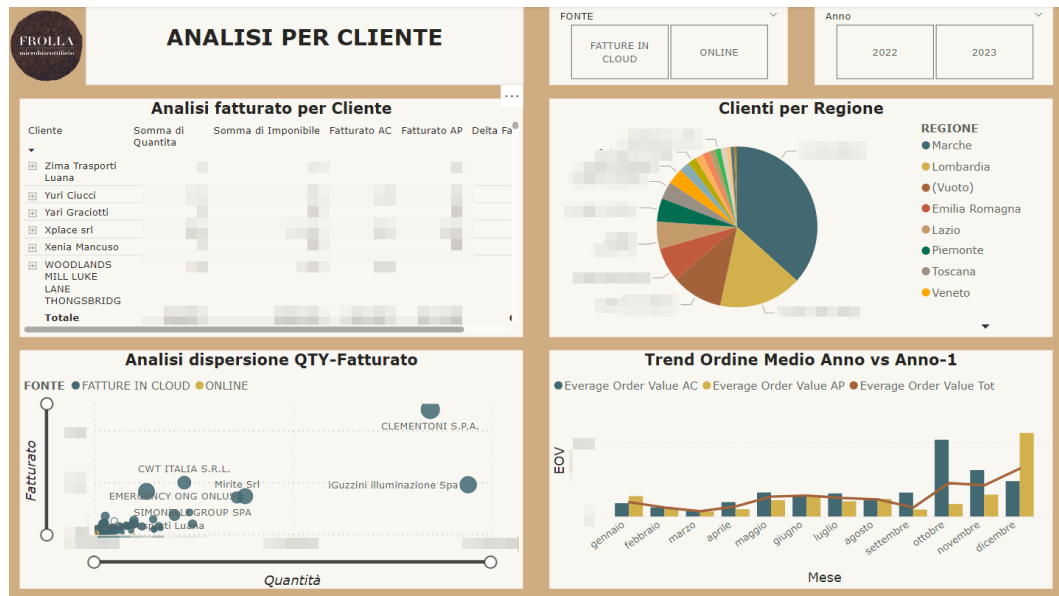 FROLLA
microbiscottificio
ANALISI PER CLIENTE
FONTE
FATTURE IN
CLOUD
ONLINE
Anno
2022
2023
Analisi fatturato per Cliente
Cliente
Somma di
Quantita
Somma di Imponibile
Fatturato AC
Fatturato AP
Delta Fa
Zima Trasporti
Luana
Yuri Ciucci
Yari Graciotti
Xplace srl
Xenia Mancuso
WOODLANDS
MILL LUKE
LANE
THONGSBRIDG
Totale
Clienti per Regione
REGIONE
Marche
Lombardia
(Vuoto)
Emilia Romagna
Lazio
Piemonte
Toscana
Veneto
Analisi dispersione QTY-Fatturato
FONTE
FATTURE IN CLOUD
ONLINE
Fatturato
CLEMENTONI S.P.A.
CWT ITALIA S.R.L.
Mirite Srl
iGuzzini illuminazione Spa
EMERGENCY ONG ONLUS
SIMONELLI GROUP SPA
Luana
Quantità
Trend Ordine Medio Anno vs Anno-1
Everage Order Value AC
Everage Order Value AP
Everage Order Value Tot
EOV
gennaio
febbraio
marzo
aprile
maggio
giugno
luglio
agosto
settembre
ottobre
novembre
dicembre
Mese